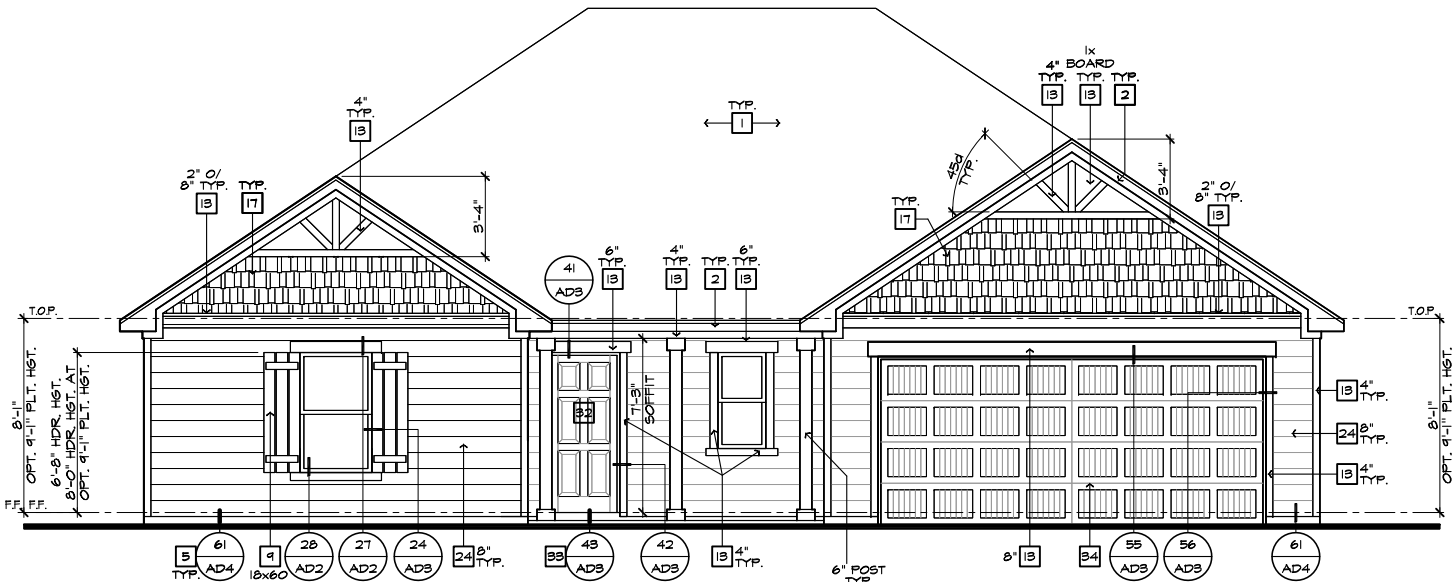 1x
BOARD
4"
TYP.
13
TYP.
13
TYP.
2
TYP.
1
4"
TYP.
13
45d
TYP.
3'-4"
2" O/
8" TYP.
13
TYP.
17
3'-4"
TYP.
17
2" O/
8" TYP.
13
41
AD3
6"
TYP.
13
4"
TYP.
13
TYP.
2
6"
TYP.
13
T.O.P.
T.O.P.
8'-1"
OPT. 9'-1" PLT. HGT.
6'-8" HDR. HGT.
8'-0" HDR. HGT. AT
OPT. 9'-1" PLT. HGT.
32
7'-3"
SOFFIT
13
4"
TYP.
24
8"
TYP.
13
4"
TYP.
8'-1"
OPT. 9'-1" PLT. HGT.
F.F.
F.F.
5
TYP.
61
AD4
9
18x60
28
AD2
27
AD2
24
AD3
24
8"
TYP.
33
43
AD3
42
AD3
13
4"
TYP.
6" POST
TYP
8"
13
34
55
AD3
56
AD3
61
AD4